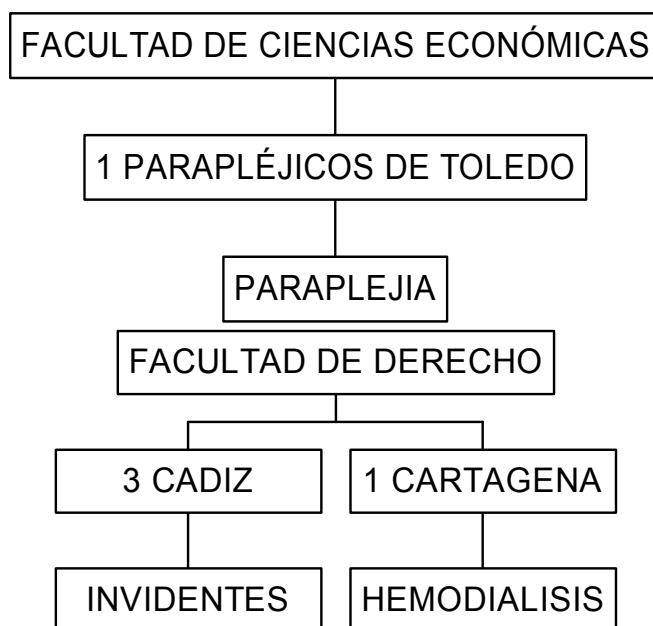 FACULTAD DE CIENCIAS ECONÓMICAS
1 PARAPLÉJICOS DE TOLEDO
PARAPLEJIA
FACULTAD DE DERECHO
3 CADIZ
1 CARTAGENA
INVIDENTES
HEMODIALISIS